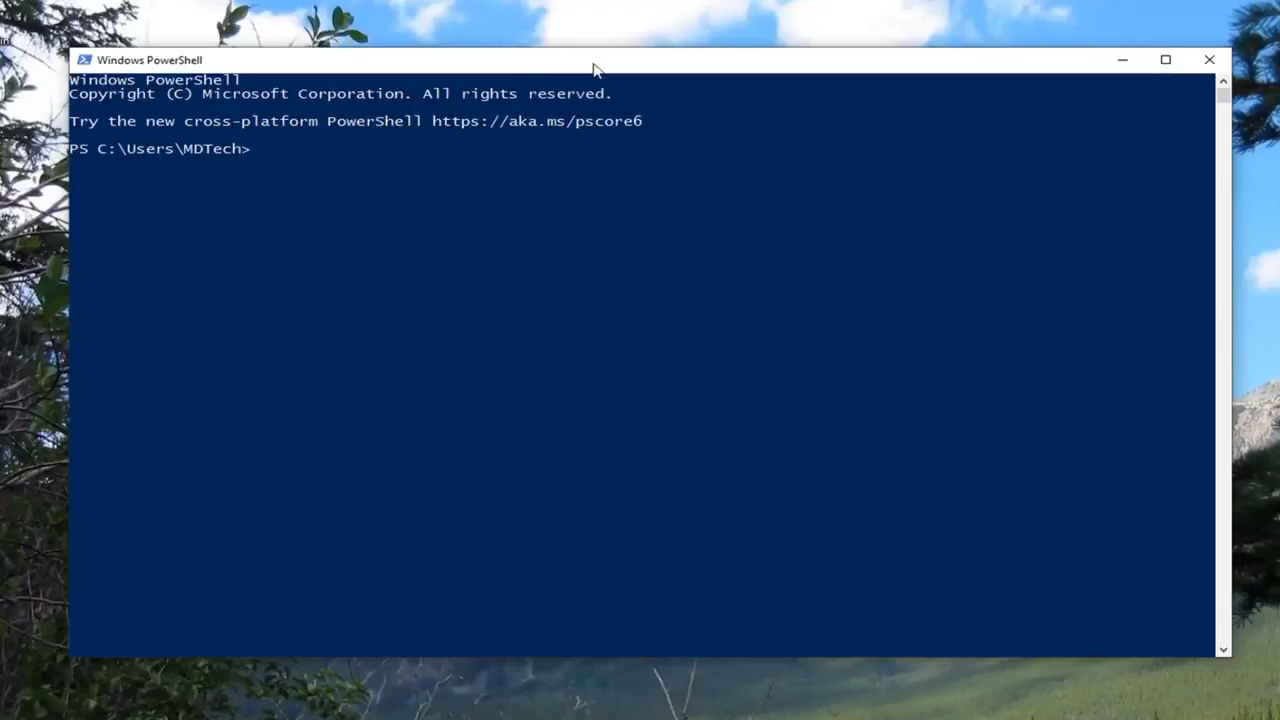 Windows PowerShell
Windows PowerShell
Copyright (C) Microsoft Corporation. All rights reserved.
Try the new cross-platform PowerShell https://aka.ms/pscore6
PS C:\Users\MDTech>